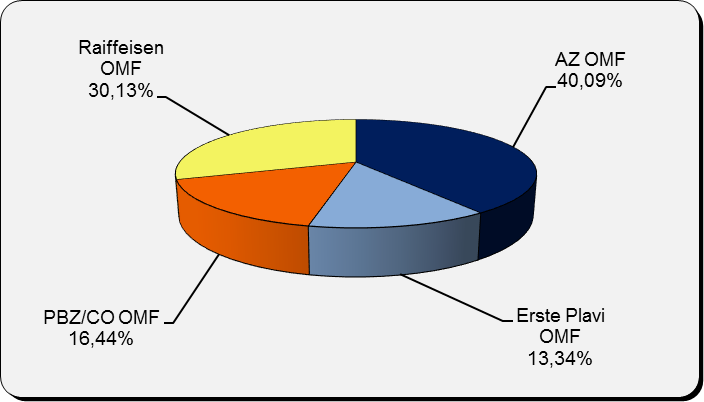 Raiffeisen
OMF
30,13%
AZ OMF
40,09%
PBZ/CO OMF
16,44%
Erste Plavi
OMF
13,34%